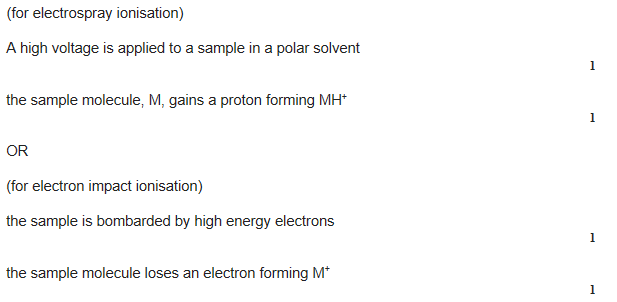 (for electrospray ionisation)
A high voltage is applied to a sample in a polar solvent
1
the sample molecule, M, gains a proton forming MH⁺
1
OR
(for electron impact ionisation)
the sample is bombarded by high energy electrons
1
the sample molecule loses an electron forming M⁺
1